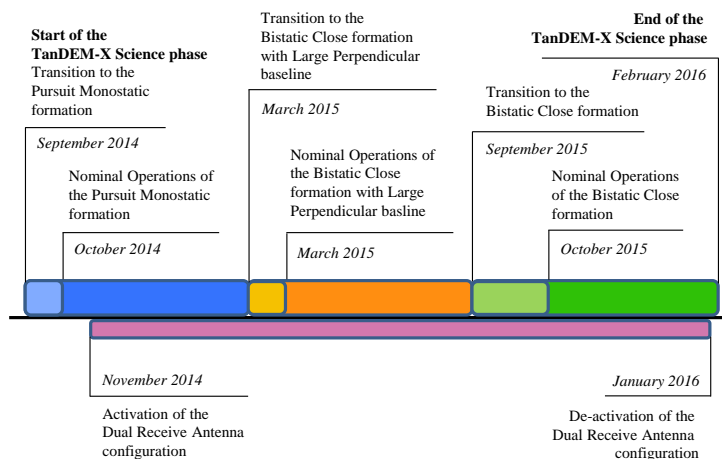 Start of the
TanDEM-X Science phase
Transition to the
Pursuit Monostatic
formation
September 2014
Nominal Operations of
the Pursuit Monostatic
formation
October 2014
Transition to the
Bistatic Close formation
with Large Perpendicular
baseline
March 2015
Nominal Operations of
the Bistatic Close
formation with Large
Perpendicular basline
March 2015
Transition to the
Bistatic Close formation
September 2015
Nominal Operations
of the Bistatic Close
formation
October 2015
End of the
TanDEM-X Science phase
February 2016
November 2014
Activation of the
Dual Receive Antenna
configuration
January 2016
De-activation of the
Dual Receive Antenna
configuration